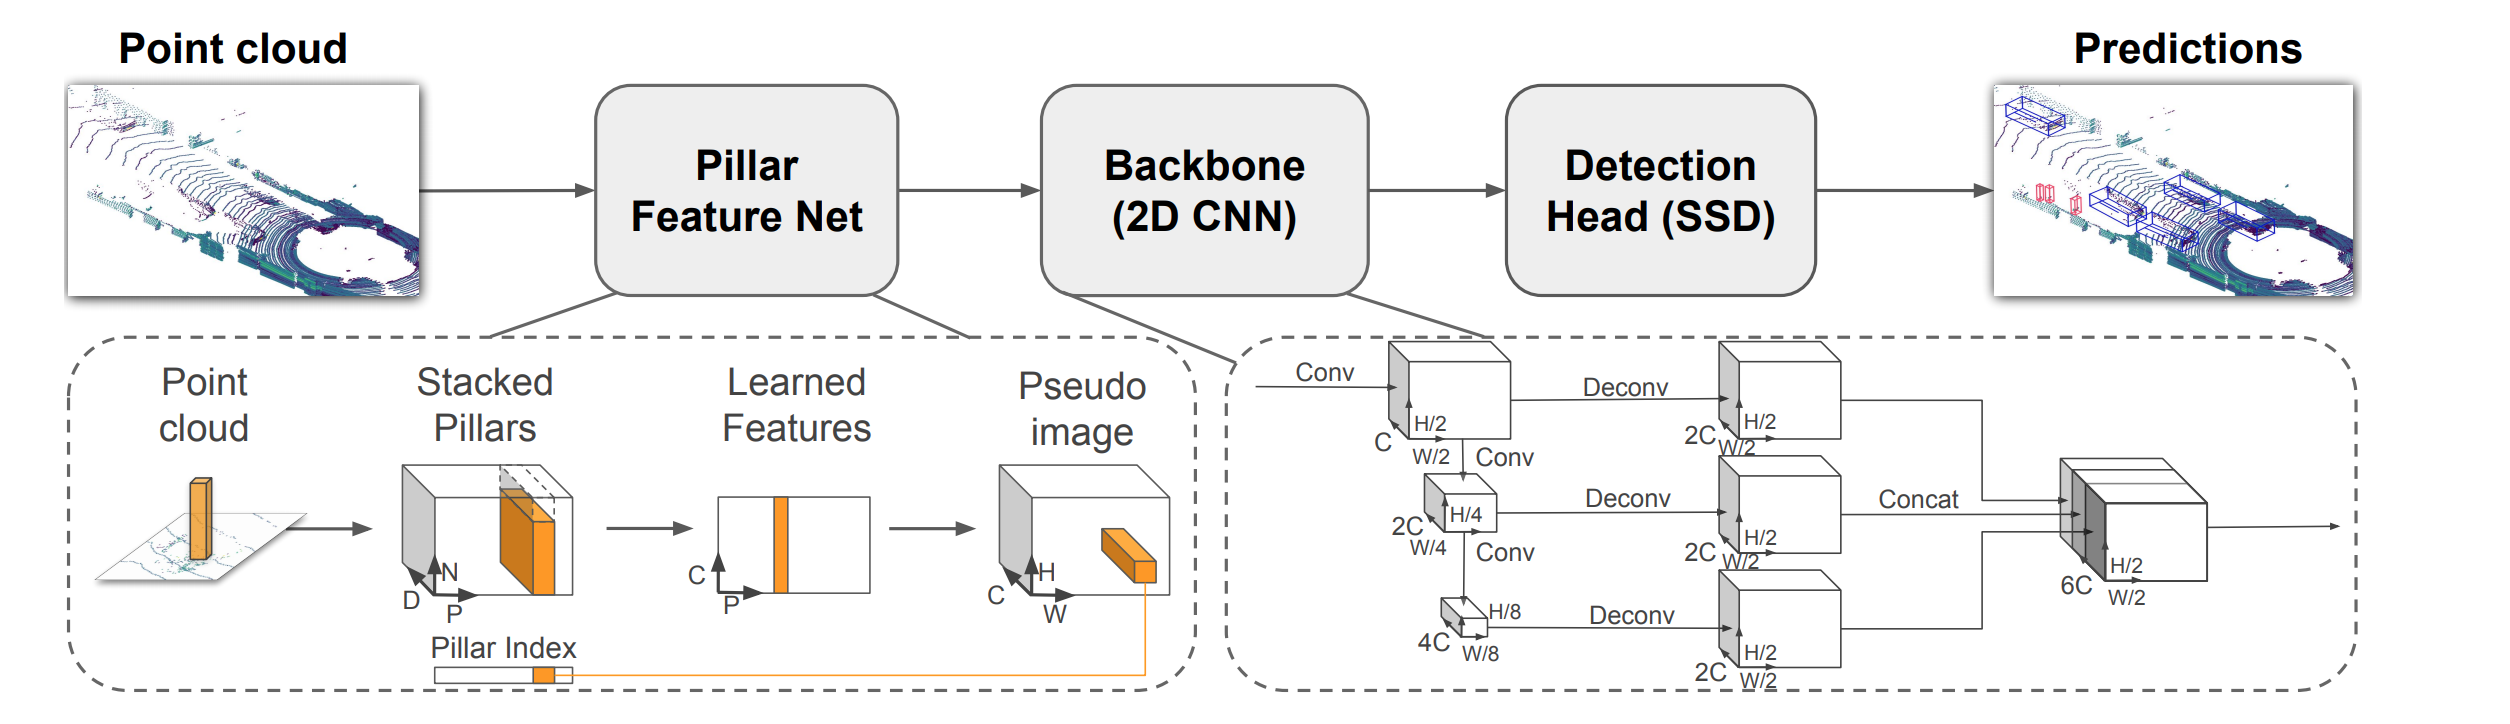 Point cloud
Predictions
Pillar
Feature Net
Backbone
(2D CNN)
Detection
Head (SSD)
Point
cloud
Stacked
Pillars
Learned
Features
Pseudo
image
N
D
P
C
P
H
C
W
Pillar Index
Conv
H/2
C
W/2
Conv
H/4
2C
W/4
Conv
H/8
4C
W/8
Deconv
H/2
2C
W/2
Deconv
H/2
2C
W/2
Deconv
H/2
2C
W/2
Concat
H/2
6C
W/2